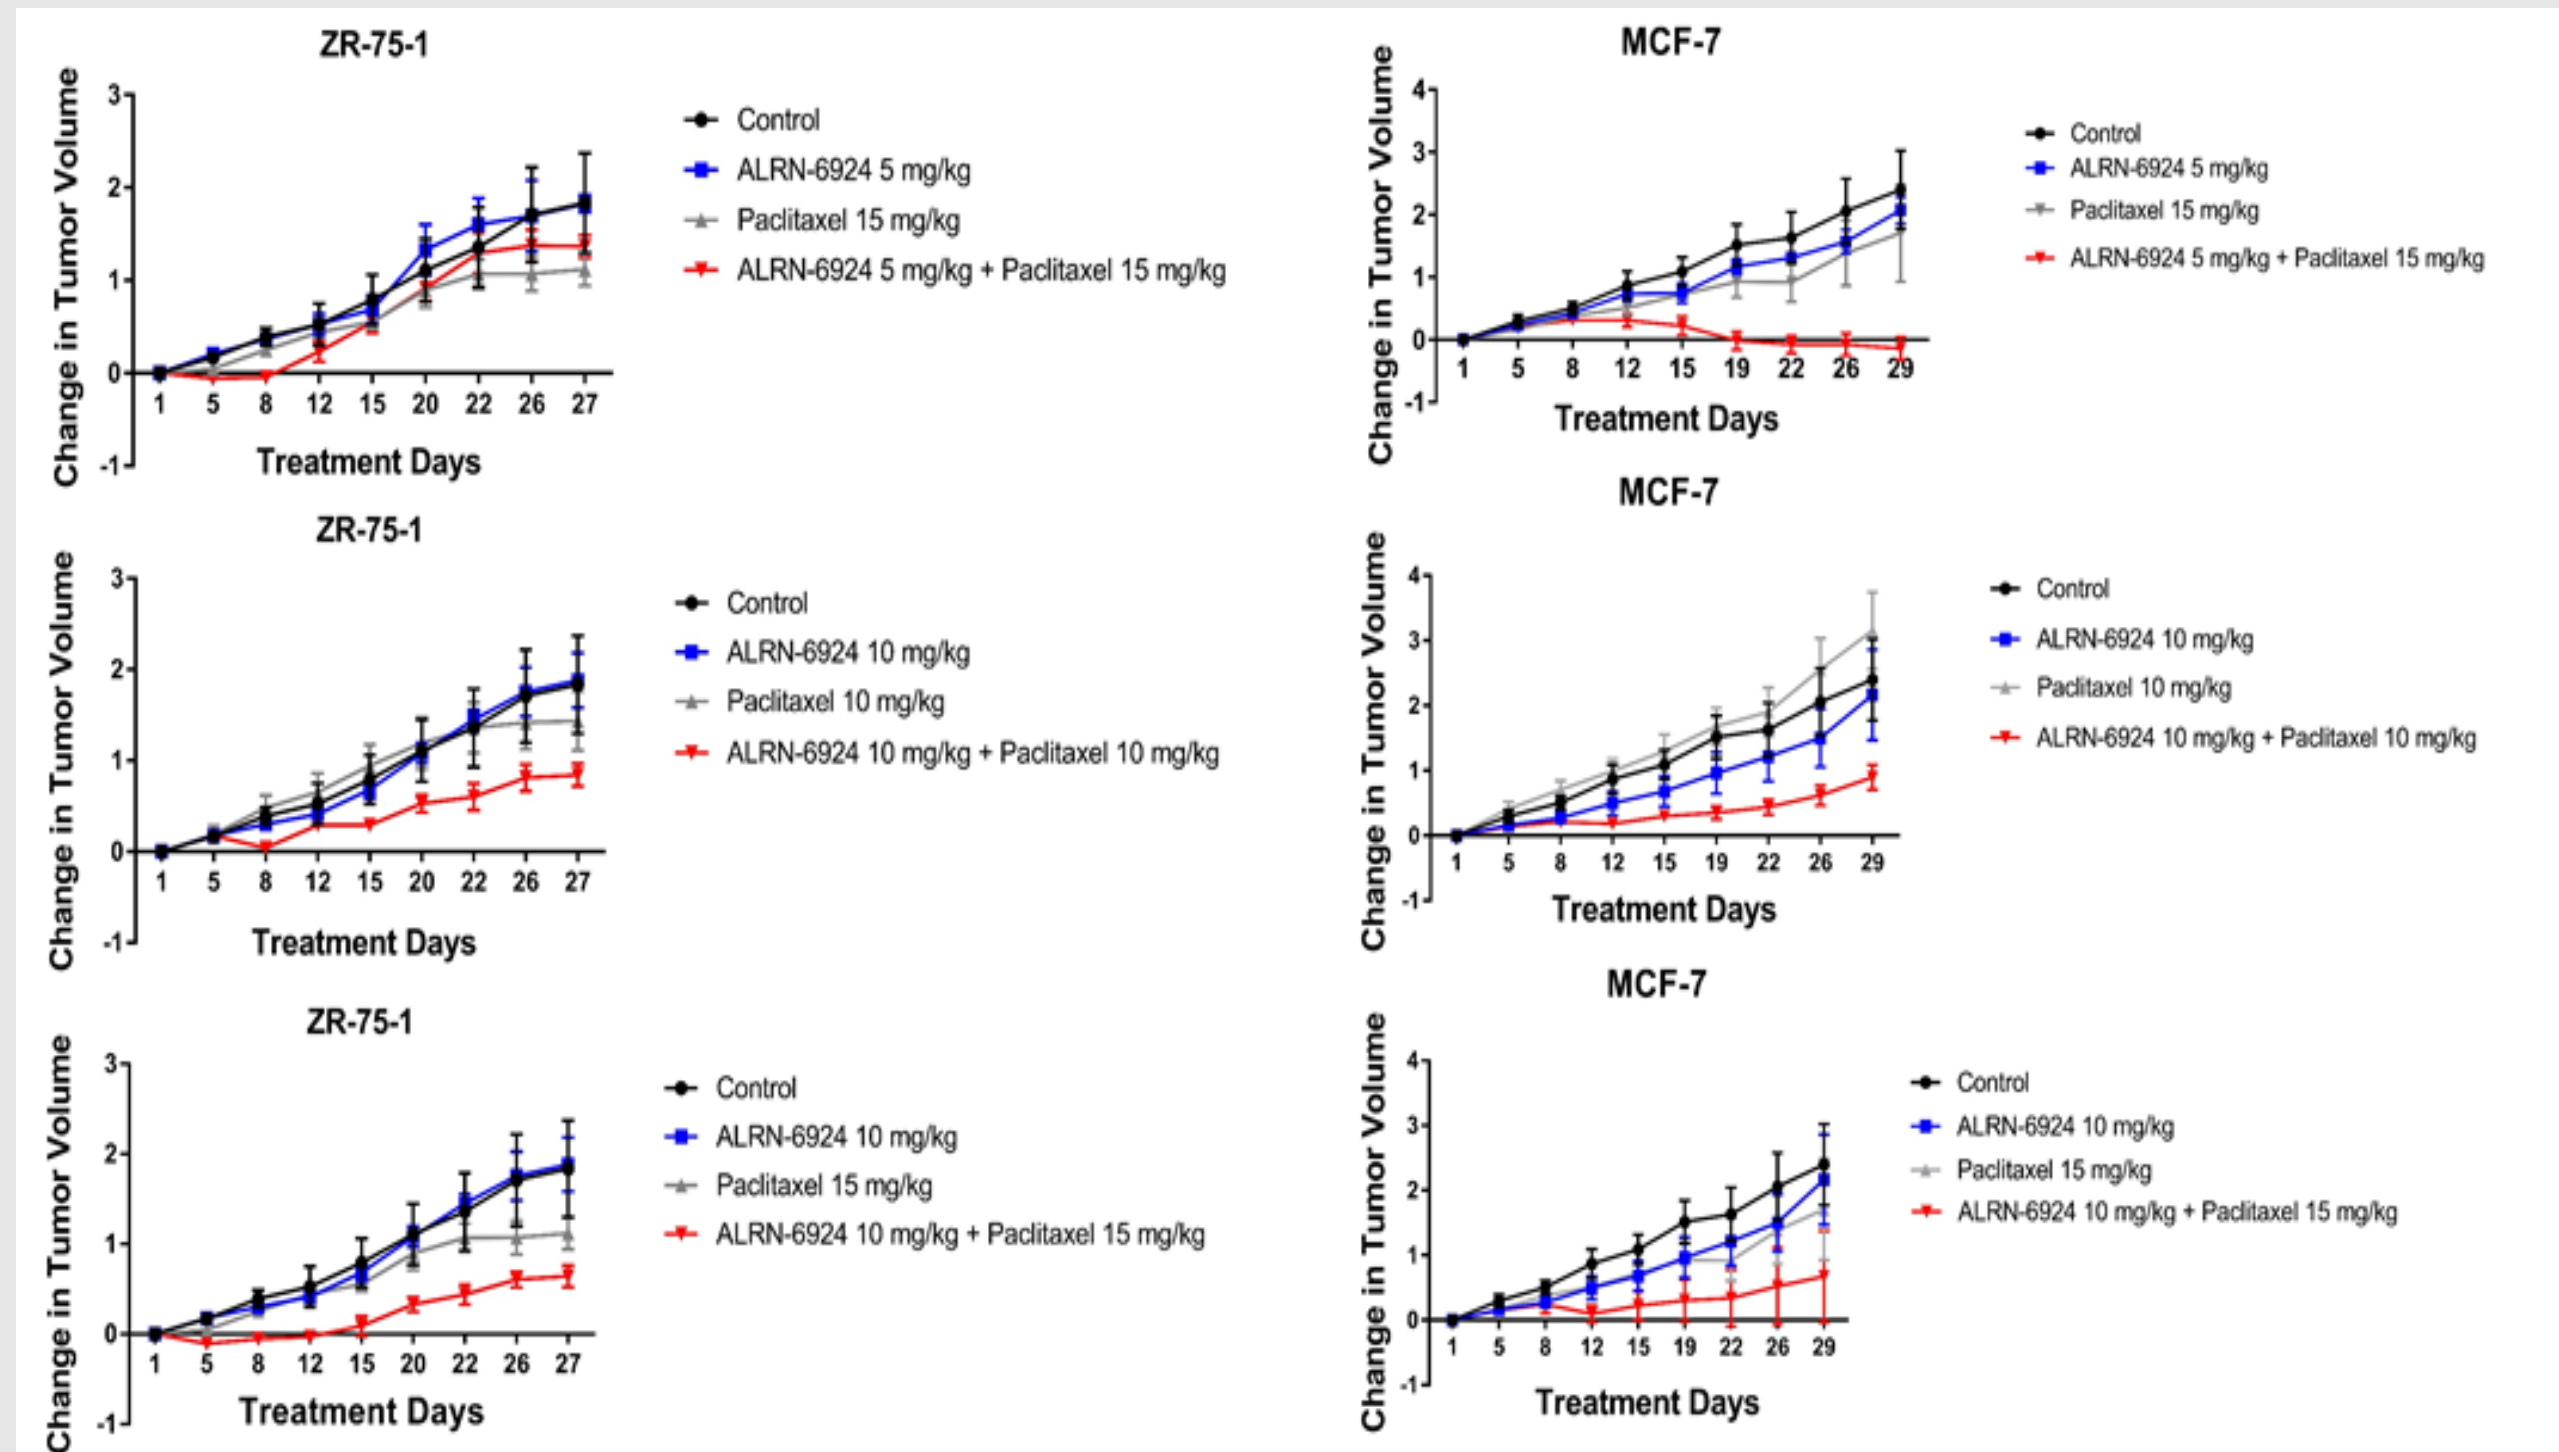 ZR-75-1
Change in Tumor Volume
3
2
1
0
-1
1 5 8 12 15 20 22 26 27
Treatment Days
Control
ALRN-6924 5 mg/kg
Paclitaxel 15 mg/kg
ALRN-6924 5 mg/kg + Paclitaxel 15 mg/kg
MCF-7
Change in Tumor Volume
4
3
2
1
0
-1
1 5 8 12 15 19 22 26 29
Treatment Days
Control
ALRN-6924 5 mg/kg
Paclitaxel 15 mg/kg
ALRN-6924 5 mg/kg + Paclitaxel 15 mg/kg
ZR-75-1
Change in Tumor Volume
3
2
1
0
-1
1 5 8 12 15 20 22 26 27
Treatment Days
Control
ALRN-6924 10 mg/kg
Paclitaxel 10 mg/kg
ALRN-6924 10 mg/kg + Paclitaxel 10 mg/kg
MCF-7
Change in Tumor Volume
4
3
2
1
0
-1
1 5 8 12 15 19 22 26 29
Treatment Days
Control
ALRN-6924 10 mg/kg
Paclitaxel 10 mg/kg
ALRN-6924 10 mg/kg + Paclitaxel 10 mg/kg
ZR-75-1
Change in Tumor Volume
3
2
1
0
-1
1 5 8 12 15 20 22 26 27
Treatment Days
Control
ALRN-6924 10 mg/kg
Paclitaxel 15 mg/kg
ALRN-6924 10 mg/kg + Paclitaxel 15 mg/kg
MCF-7
Change in Tumor Volume
4
3
2
1
0
-1
1 5 8 12 15 19 22 26 29
Treatment Days
Control
ALRN-6924 10 mg/kg
Paclitaxel 15 mg/kg
ALRN-6924 10 mg/kg + Paclitaxel 15 mg/kg